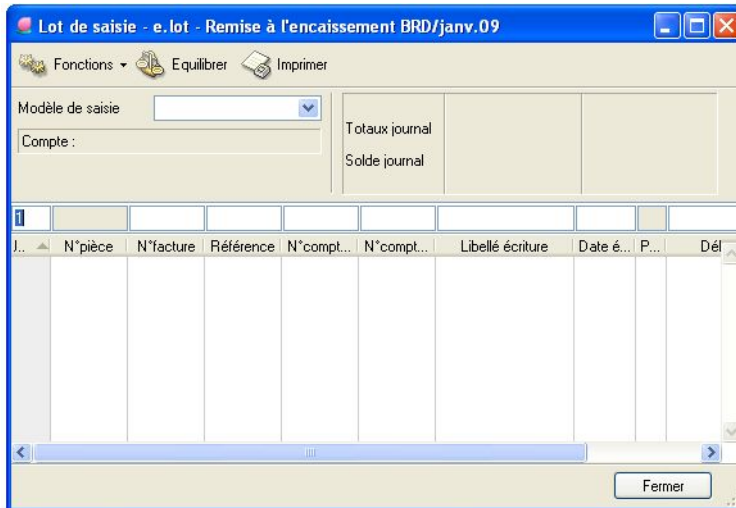 Lot de saisie - e.lot - Remise à l'encaissement BRD/janv.09
Fonctions Equilibrer Imprimer
Modèle de saisie
Compte :
Totaux journal
Solde journal
1
J... N°pièce N°facture Référence N°compt... N°compt... Libellé écriture Date é... P... Dél
Fermer